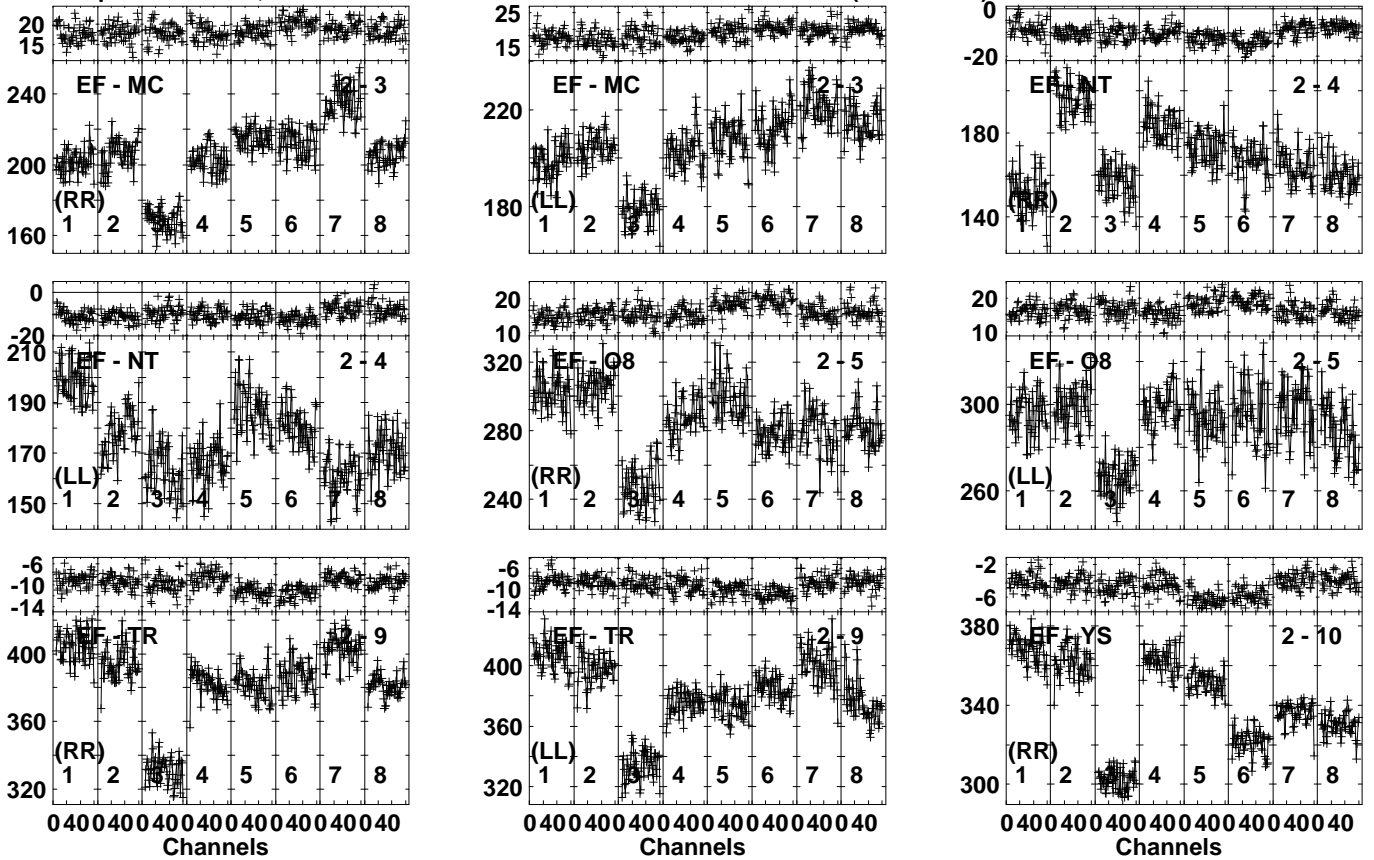 20 25 0
15 15 -20
240 EF - MC 2 - 3 220 EF - MC 2 - 3 180 EF - NT 2 - 4
200
(RR) 180 (LL) 140 (RR)
160 1 2 3 4 5 6 7 8 1 2 3 4 5 6 7 8 1 2 3 4 5 6 7 8
0 20 20
-20 10 10
210 EF - NT 2 - 4 320 EF - O8 2 - 5 300 EF - O8 2 - 5
190 280
170
(LL) (RR) 260 (LL)
150 1 2 3 4 5 6 7 8 240 1 2 3 4 5 6 7 8 1 2 3 4 5 6 7 8
-6 -6 -2
-10 -10 -6
-14 -14
400 EF - TR 2 - 9 400 EF - TR 2 - 9 380 EF - YS 2 - 10
360 360 340
(RR) (LL) (RR)
320 1 2 3 4 5 6 7 8 320 1 2 3 4 5 6 7 8 300 1 2 4 5 6 7 8
0 40 0 40 0 40 0 40 0 40 0 40 0 40 0 40 0 40 0 40 0 40 0 40 0 40 0 40 0 40 0 40 0 40 0 40 0 40 0 40 0 40 0 40 0 40 0 40
Channels Channels Channels